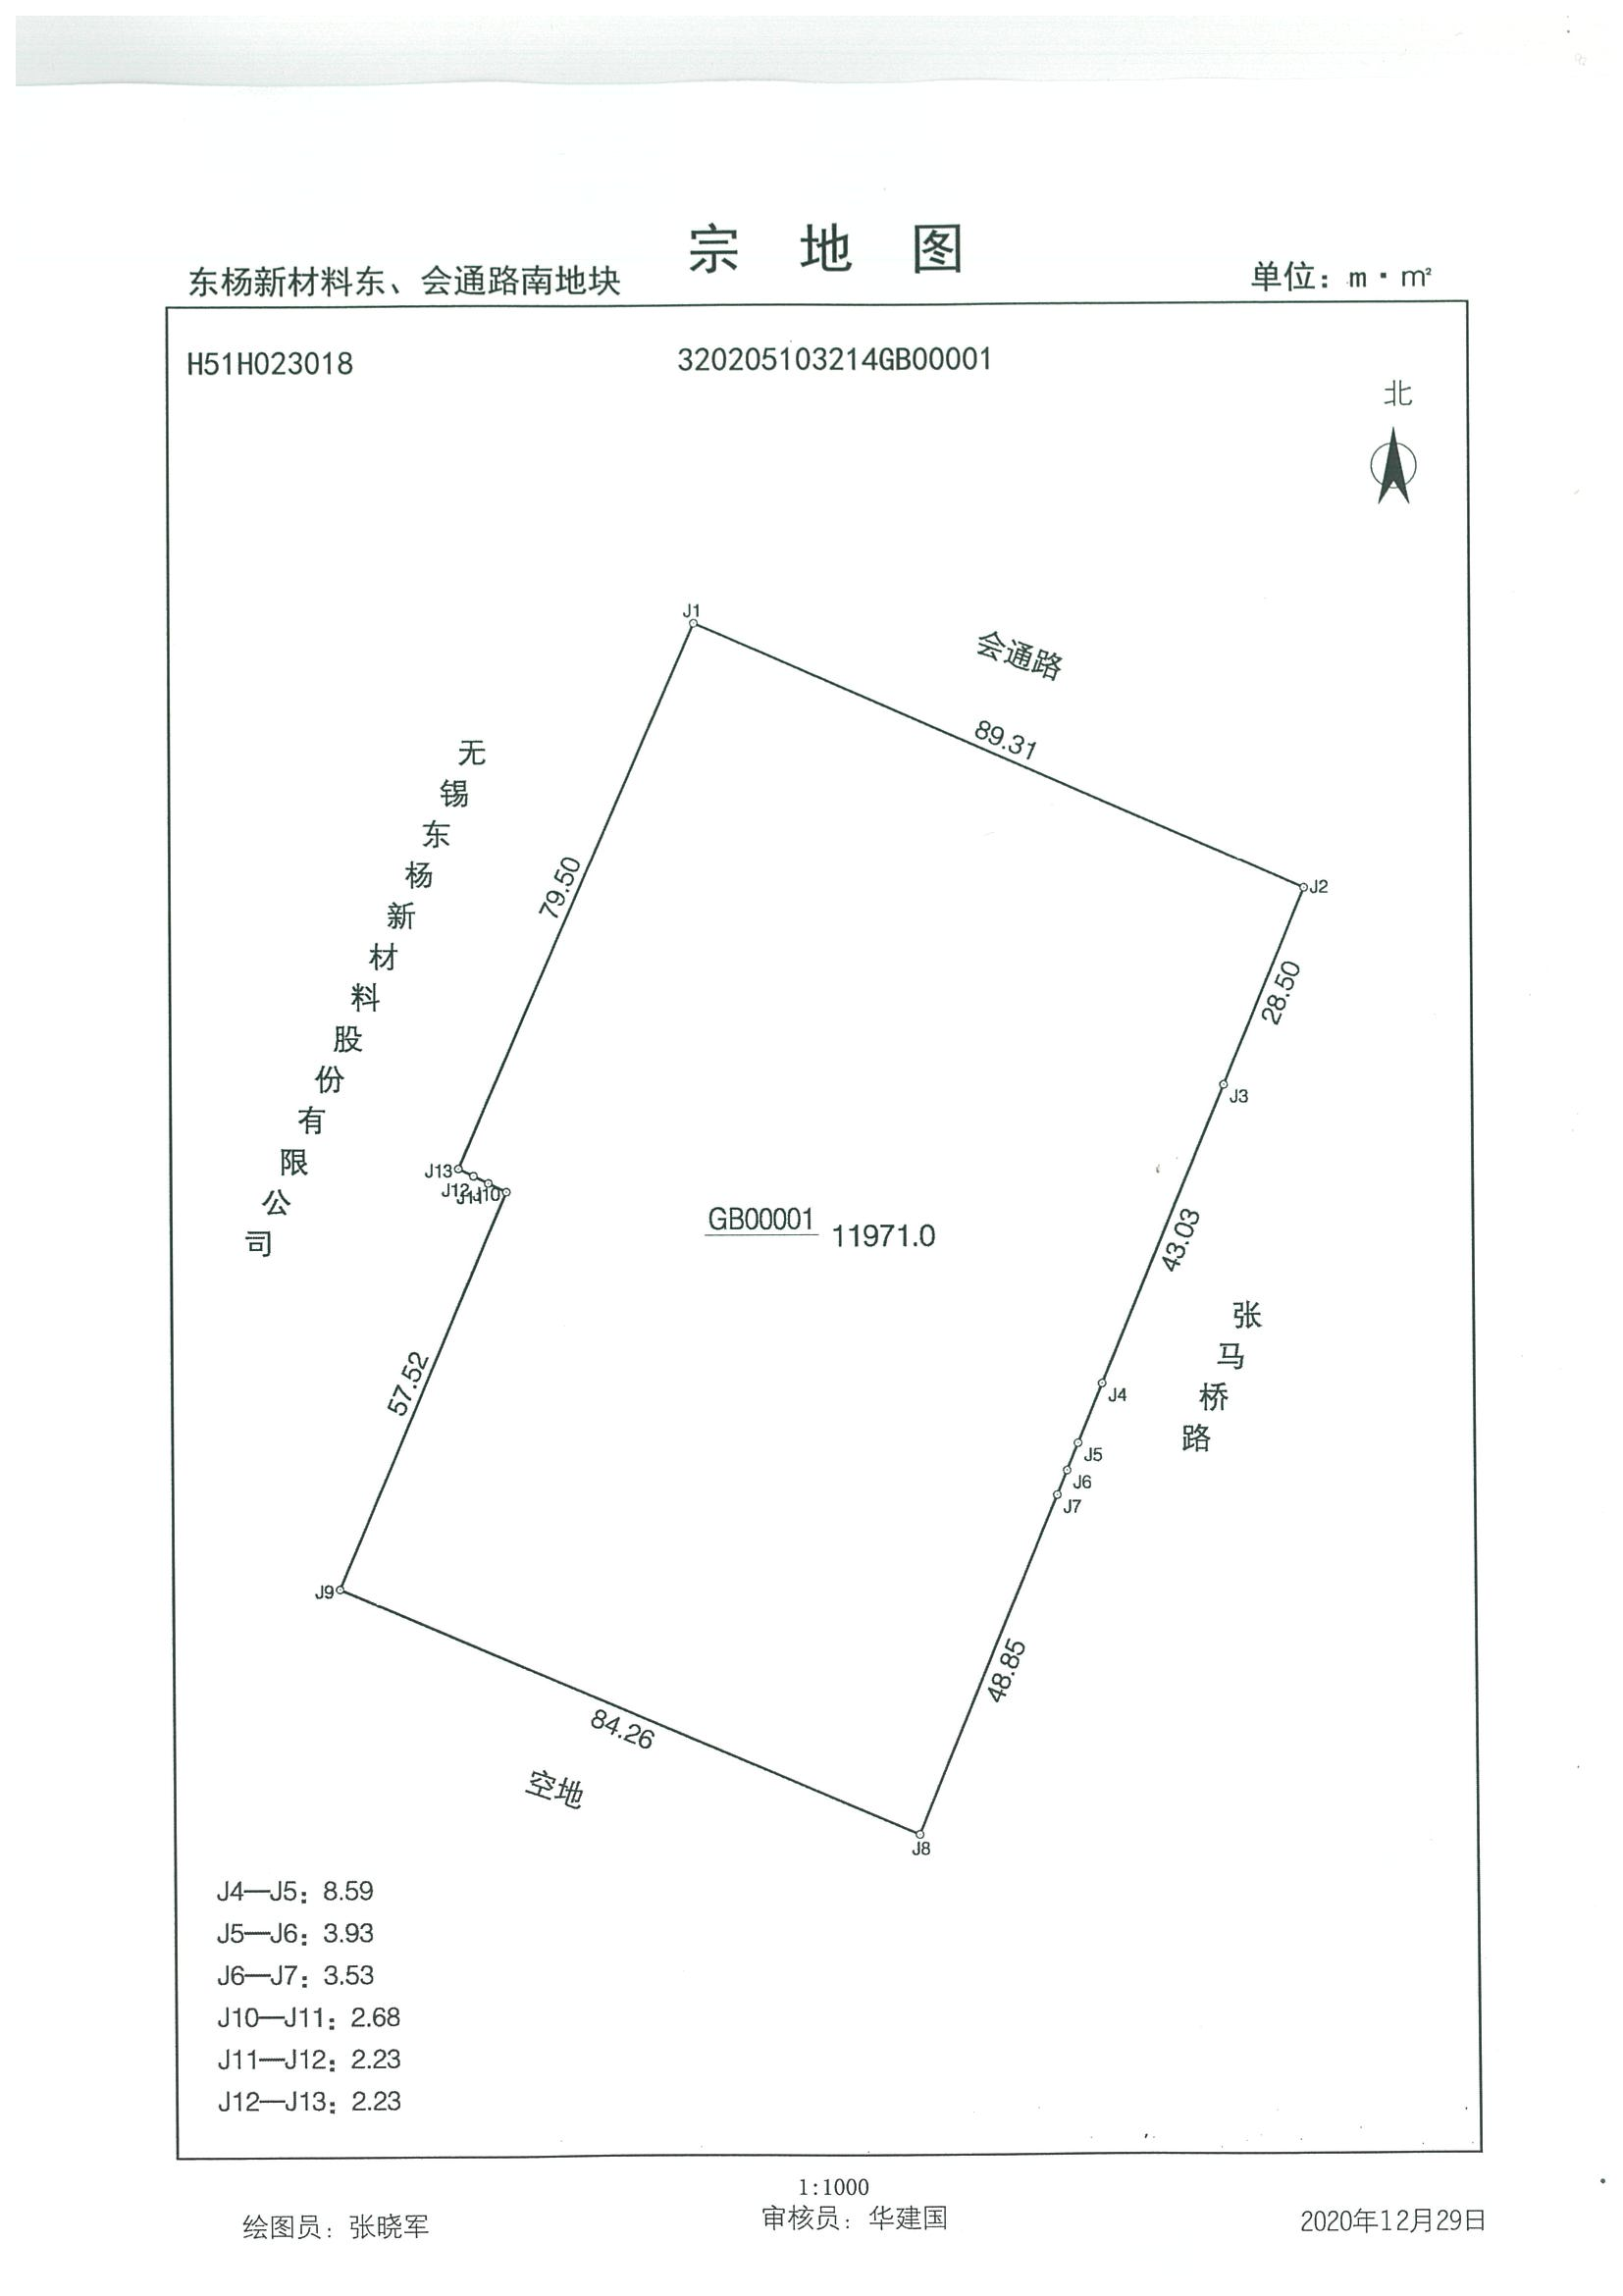 宗 地 图
东杨新材料东、会通路南地块
单位：m·m²
H51H023018
320205103214GB00001
北
J1
会通路
89.31
无锡东杨新材料股份有限公司
79.50
J2
28.50
J3
J13
J12
J11
J10
GB00001
11971.0
43.03
张马桥路
57.52
J4
J5
J6
J7
J9
48.85
84.26
空地
J8
J4—J5：8.59
J5—J6：3.93
J6—J7：3.53
J10—J11：2.68
J11—J12：2.23
J12—J13：2.23
1:1000
绘图员：张晓军
审核员：华建国
2020年12月29日